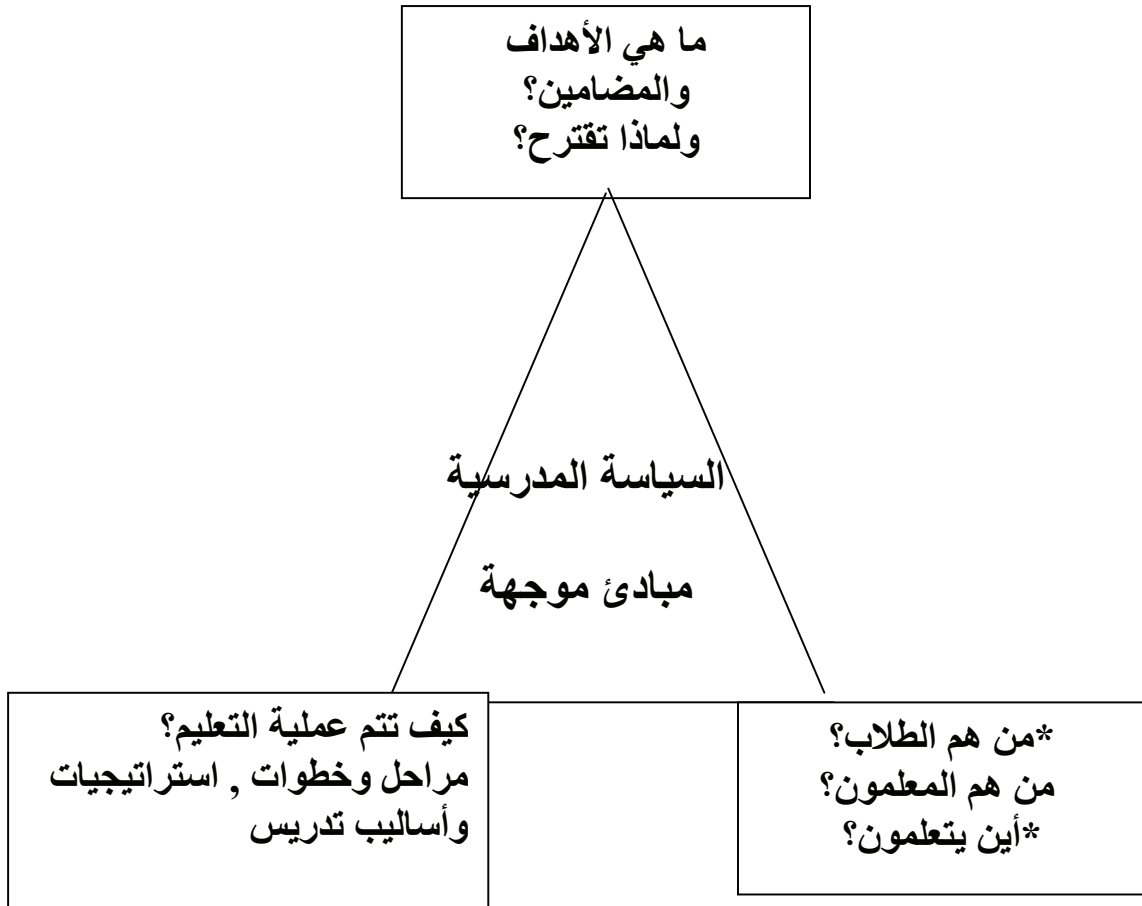 ما هي الأهداف
والمضامين؟
ولماذا تقترح؟
السياسة المدرسية
مبادئ موجهة
*من هم الطلاب؟
من هم المعلمون؟
*أين يتعلمون؟
كيف تتم عملية التعليم؟
مراحل وخطوات , استراتيجيات
وأساليب تدريس